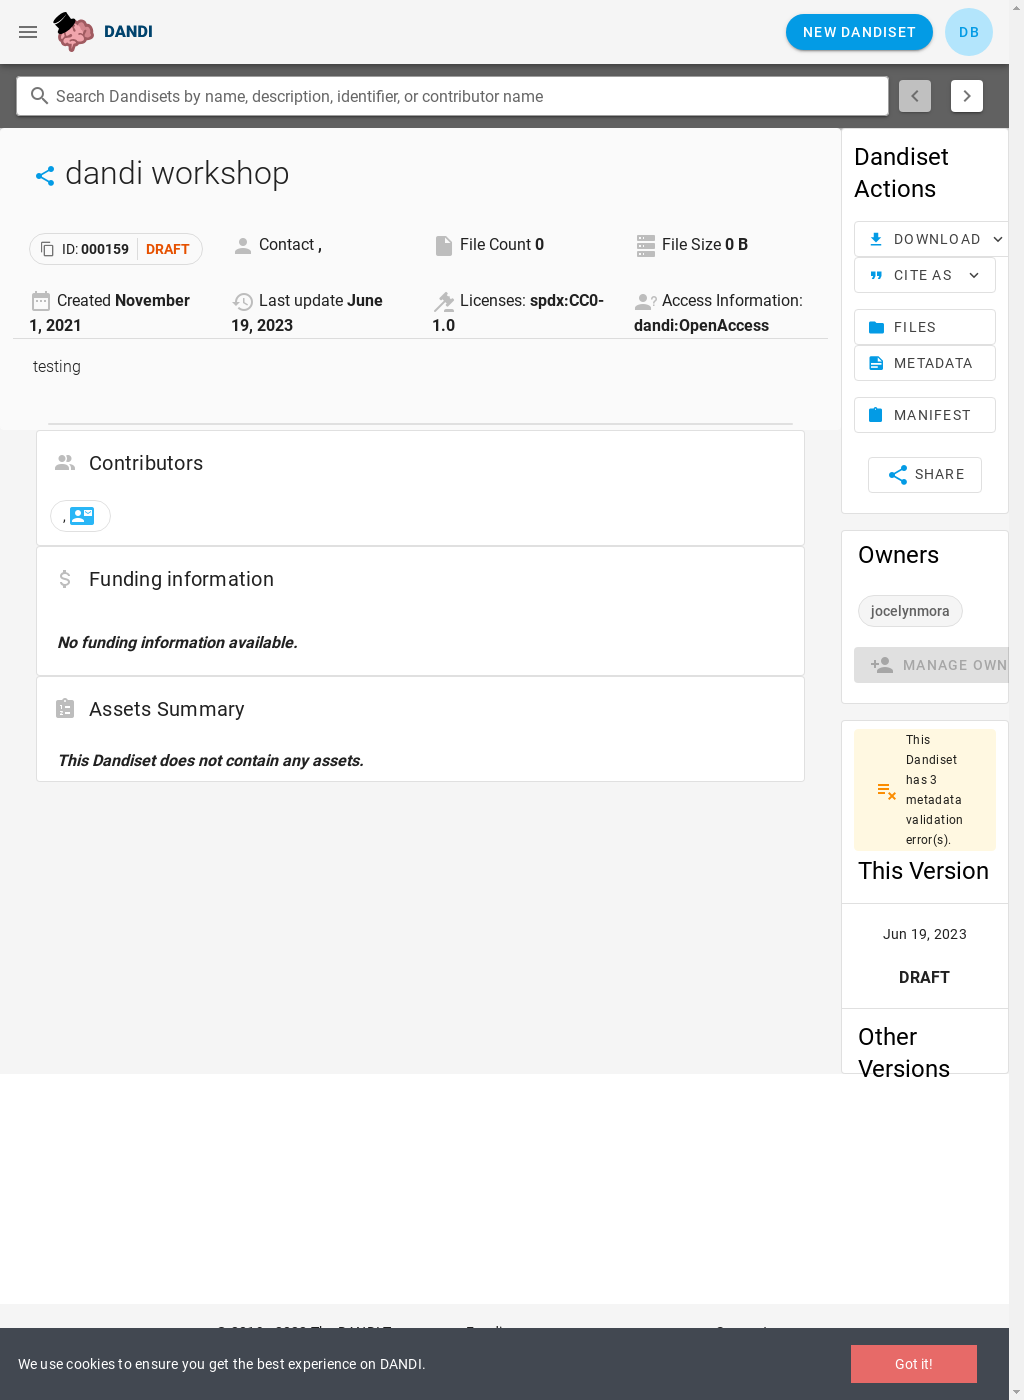 DANDI
NEW DANDISET
DB
Search Dandisets by name, description, identifier, or contributor name
dandi workshop
ID: 000159 DRAFT
Contact ,
File Count 0
File Size 0 B
Created November
1, 2021
Last update June
19, 2023
Licenses: spdx:CC0-
1.0
Access Information:
dandi:OpenAccess
testing
Contributors
,
Funding information
No funding information available.
Assets Summary
This Dandiset does not contain any assets.
Dandiset
Actions
DOWNLOAD
CITE AS
FILES
METADATA
MANIFEST
SHARE
Owners
jocelynmora
MANAGE OWN
This
Dandiset
has 3
metadata
validation
error(s).
This Version
Jun 19, 2023
DRAFT
Other
Versions
We use cookies to ensure you get the best experience on DANDI.
Got it!